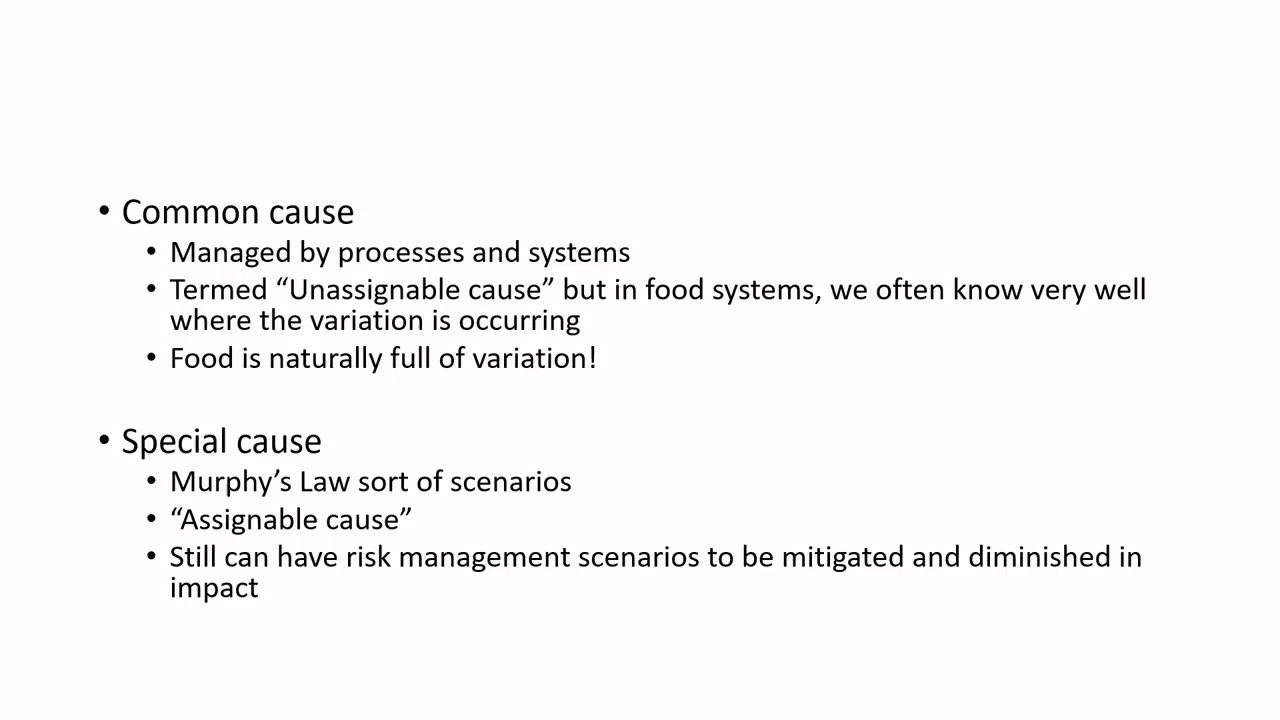 • Common cause
• Managed by processes and systems
• Termed “Unassignable cause” but in food systems, we often know very well
where the variation is occurring
• Food is naturally full of variation!
• Special cause
• Murphy’s Law sort of scenarios
• “Assignable cause”
• Still can have risk management scenarios to be mitigated and diminished in
impact